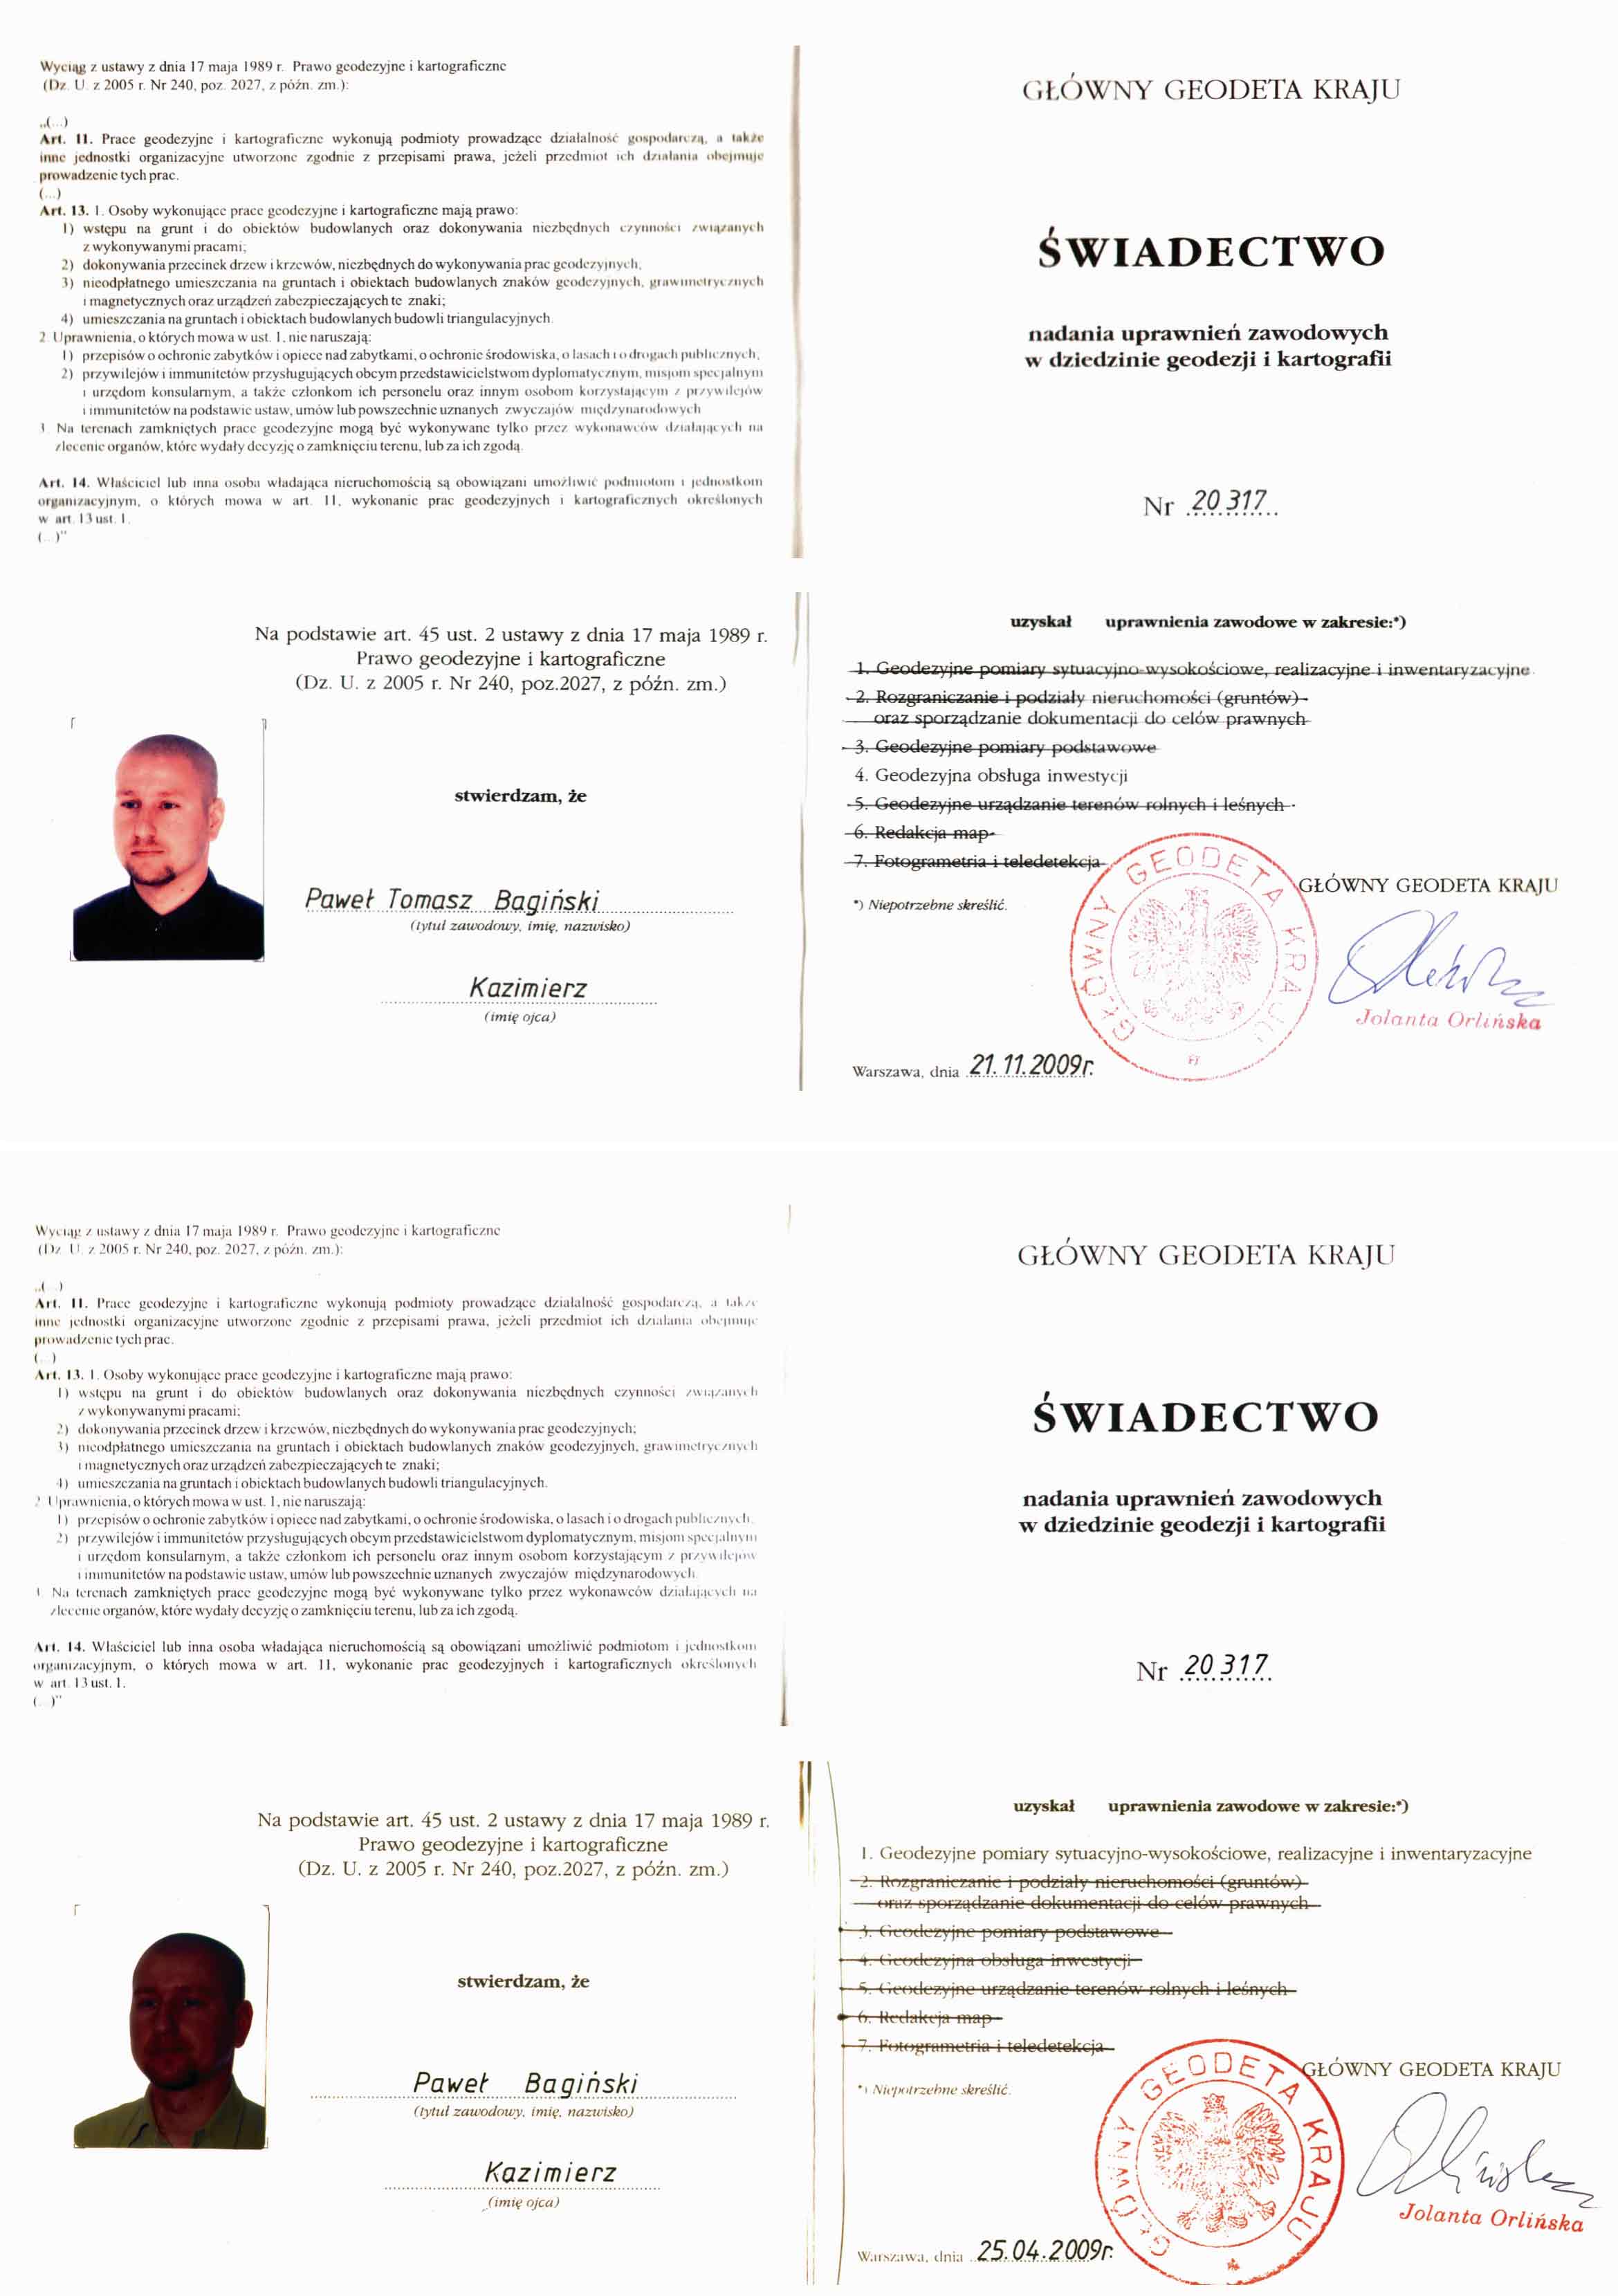 Wyciąg z ustawy z dnia 17 maja 1989 r. Prawo geodezyjne i kartograficzne
(Dz. U. z 2005 r. Nr 240, poz. 2027, z późn. zm.):
„(...)
Art. 11. Prace geodezyjne i kartograficzne wykonują podmioty prowadzące działalność gospodarczą, a także
inne jednostki organizacyjne utworzone zgodnie z przepisami prawa, jeżeli przedmiot ich działania obejmuje
prowadzenie tych prac.
(...)
Art. 13. 1. Osoby wykonujące prace geodezyjne i kartograficzne mają prawo:
1) wstępu na grunt i do obiektów budowlanych oraz dokonywania niezbędnych czynności związanych
z wykonywanymi pracami;
2) dokonywania przecinek drzew i krzewów, niezbędnych do wykonywania prac geodezyjnych;
3) nieodpłatnego umieszczania na gruntach i obiektach budowlanych znaków geodezyjnych, grawimetrycznych
i magnetycznych oraz urządzeń zabezpieczających te znaki;
4) umieszczania na gruntach i obiektach budowlanych budowli triangulacyjnych.
2. Uprawnienia, o których mowa w ust. 1, nie naruszają:
1) przepisów o ochronie zabytków i opiece nad zabytkami, o ochronie środowiska, o lasach i o drogach publicznych,
2) przywilejów i immunitetów przysługujących obcym przedstawicielstwom dyplomatycznym, misjom specjalnym
i urzędom konsularnym, a także członkom ich personelu oraz innym osobom korzystającym z przywilejów
i immunitetów na podstawie ustaw, umów lub powszechnie uznanych zwyczajów międzynarodowych
3. Na terenach zamkniętych prace geodezyjne mogą być wykonywane tylko przez wykonawców działających na
zlecenie organów, które wydały decyzję o zamknięciu terenu, lub za ich zgodą.
Art. 14. Właściciel lub inna osoba władająca nieruchomością są obowiązani umożliwić podmiotom i jednostkom
organizacyjnym, o których mowa w art. 11, wykonanie prac geodezyjnych i kartograficznych określonych
w art. 13 ust. 1.
(...)"
GŁÓWNY GEODETA KRAJU
ŚWIADECTWO
nadania uprawnień zawodowych
w dziedzinie geodezji i kartografii
Nr 20 317
Na podstawie art. 45 ust. 2 ustawy z dnia 17 maja 1989 r.
Prawo geodezyjne i kartograficzne
(Dz. U. z 2005 r. Nr 240, poz.2027, z późn. zm.)
stwierdzam, że
Paweł Tomasz Bagiński
(tytuł zawodowy, imię, nazwisko)
Kazimierz
(imię ojca)
uzyskał uprawnienia zawodowe w zakresie:*)
1. Geodezyjne pomiary sytuacyjno-wysokościowe, realizacyjne i inwentaryzacyjne
2. Rozgraniczanie i podziały nieruchomości (gruntów)
oraz sporządzanie dokumentacji do celów prawnych
3. Geodezyjne pomiary podstawowe
4. Geodezyjna obsługa inwestycji
5. Geodezyjne urządzanie terenów rolnych i leśnych
6. Redakcja map
7. Fotogrametria i teledetekcja
*) Niepotrzebne skreślić.
GŁÓWNY GEODETA KRAJU
GŁÓWNY GEODETA KRAJU
Jolanta Orlińska
Warszawa, dnia 21.11.2009r.
Wyciąg z ustawy z dnia 17 maja 1989 r. Prawo geodezyjne i kartograficzne
(Dz. U. z 2005 r. Nr 240, poz. 2027, z późn. zm.):
„(...)
Art. 11. Prace geodezyjne i kartograficzne wykonują podmioty prowadzące działalność gospodarczą, a także
inne jednostki organizacyjne utworzone zgodnie z przepisami prawa, jeżeli przedmiot ich działania obejmuje
prowadzenie tych prac.
(...)
Art. 13. 1. Osoby wykonujące prace geodezyjne i kartograficzne mają prawo:
1) wstępu na grunt i do obiektów budowlanych oraz dokonywania niezbędnych czynności związanych
z wykonywanymi pracami;
2) dokonywania przecinek drzew i krzewów, niezbędnych do wykonywania prac geodezyjnych;
3) nieodpłatnego umieszczania na gruntach i obiektach budowlanych znaków geodezyjnych, grawimetrycznych
i magnetycznych oraz urządzeń zabezpieczających te znaki;
4) umieszczania na gruntach i obiektach budowlanych budowli triangulacyjnych.
2. Uprawnienia, o których mowa w ust. 1, nie naruszają:
1) przepisów o ochronie zabytków i opiece nad zabytkami, o ochronie środowiska, o lasach i o drogach publicznych,
2) przywilejów i immunitetów przysługujących obcym przedstawicielstwom dyplomatycznym, misjom specjalnym
i urzędom konsularnym, a także członkom ich personelu oraz innym osobom korzystającym z przywilejów
i immunitetów na podstawie ustaw, umów lub powszechnie uznanych zwyczajów międzynarodowych.
3. Na terenach zamkniętych prace geodezyjne mogą być wykonywane tylko przez wykonawców działających na
zlecenie organów, które wydały decyzję o zamknięciu terenu, lub za ich zgodą.
Art. 14. Właściciel lub inna osoba władająca nieruchomością są obowiązani umożliwić podmiotom i jednostkom
organizacyjnym, o których mowa w art. 11, wykonanie prac geodezyjnych i kartograficznych określonych
w art. 13 ust. 1.
(...)"
GŁÓWNY GEODETA KRAJU
ŚWIADECTWO
nadania uprawnień zawodowych
w dziedzinie geodezji i kartografii
Nr 20 317
Na podstawie art. 45 ust. 2 ustawy z dnia 17 maja 1989 r.
Prawo geodezyjne i kartograficzne
(Dz. U. z 2005 r. Nr 240, poz.2027, z późn. zm.)
stwierdzam, że
Paweł Bagiński
(tytuł zawodowy, imię, nazwisko)
Kazimierz
(imię ojca)
uzyskał uprawnienia zawodowe w zakresie:*)
1. Geodezyjne pomiary sytuacyjno-wysokościowe, realizacyjne i inwentaryzacyjne
2. Rozgraniczanie i podziały nieruchomości (gruntów)
oraz sporządzanie dokumentacji do celów prawnych
3. Geodezyjne pomiary podstawowe
4. Geodezyjna obsługa inwestycji
5. Geodezyjne urządzanie terenów rolnych i leśnych
6. Redakcja map
7. Fotogrametria i teledetekcja
*) Niepotrzebne skreślić.
GŁÓWNY GEODETA KRAJU
GŁÓWNY GEODETA KRAJU
Jolanta Orlińska
Warszawa, dnia 25.04.2009r.